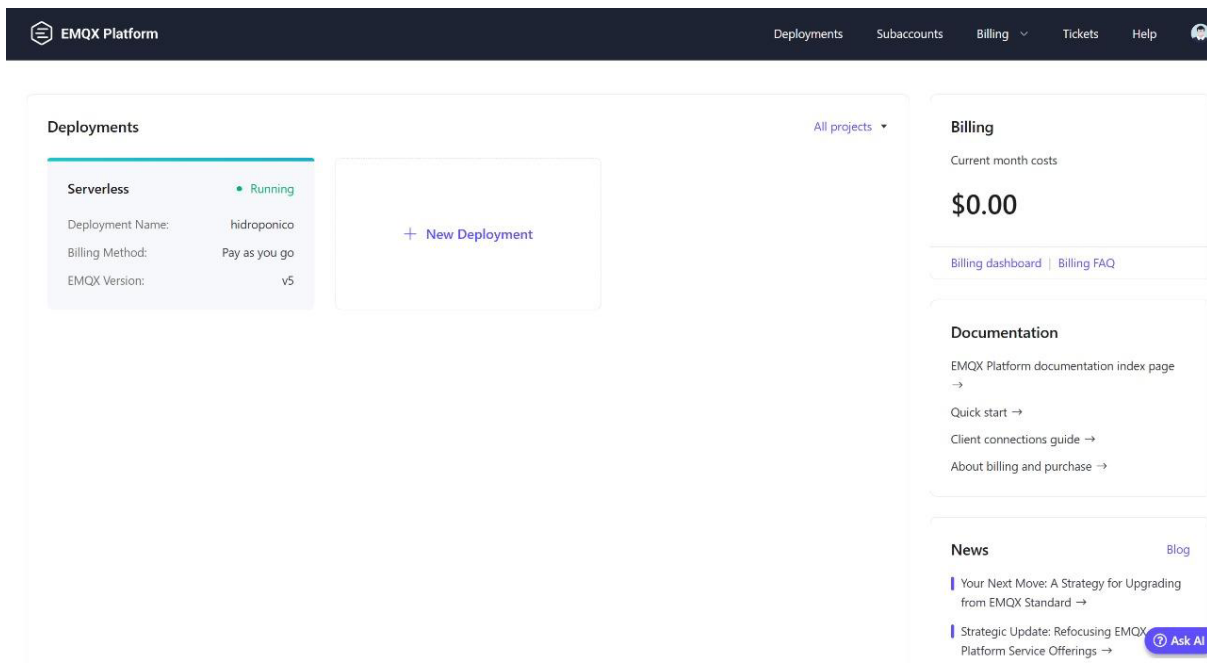 EMQX Platform
Deployments Subaccounts Billing Tickets Help
Deployments
All projects
Serverless
Running
Deployment Name: hidroponico
Billing Method: Pay as you go
EMQX Version: v5
+ New Deployment
Billing
Current month costs
$0.00
Billing dashboard | Billing FAQ
Documentation
EMQX Platform documentation index page
→
Quick start →
Client connections guide →
About billing and purchase →
News
Blog
Your Next Move: A Strategy for Upgrading
from EMQX Standard →
Strategic Update: Refocusing EMQX
Platform Service Offerings →
Ask AI